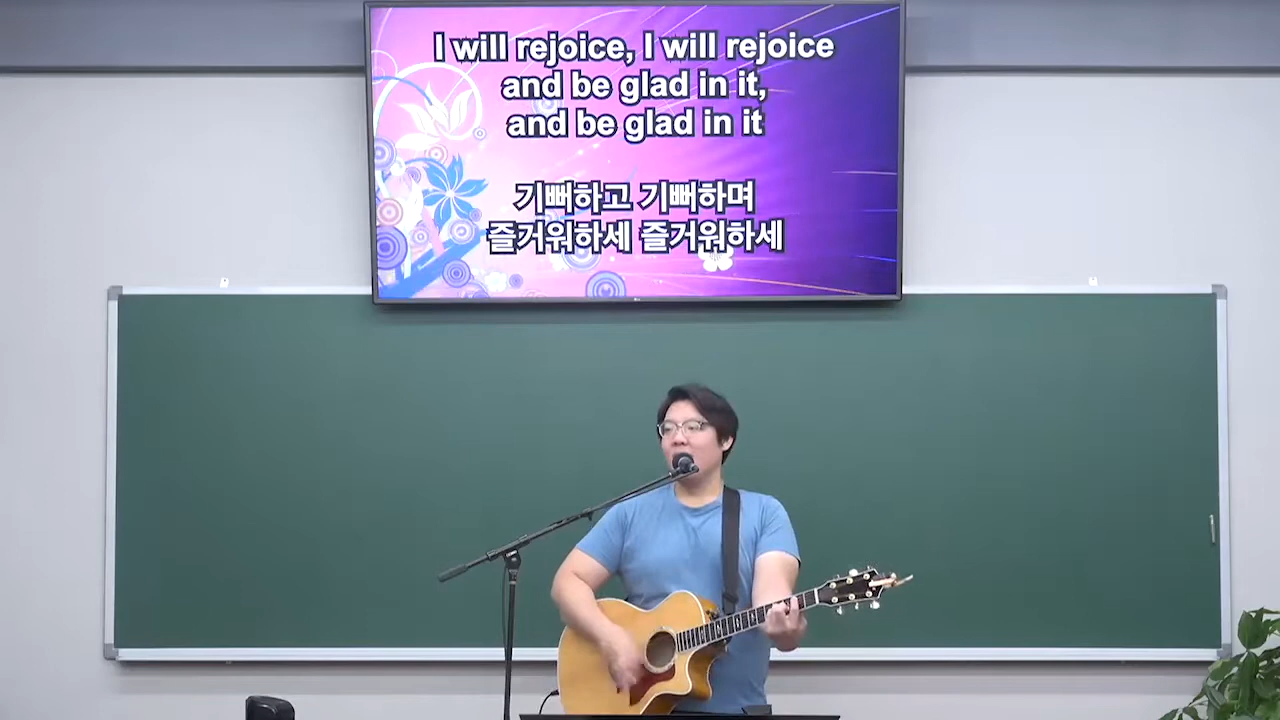 I will rejoice, I will rejoice
and be glad in it,
and be glad in it
기뻐하고 기뻐하며
즐거워하세 즐거워하세